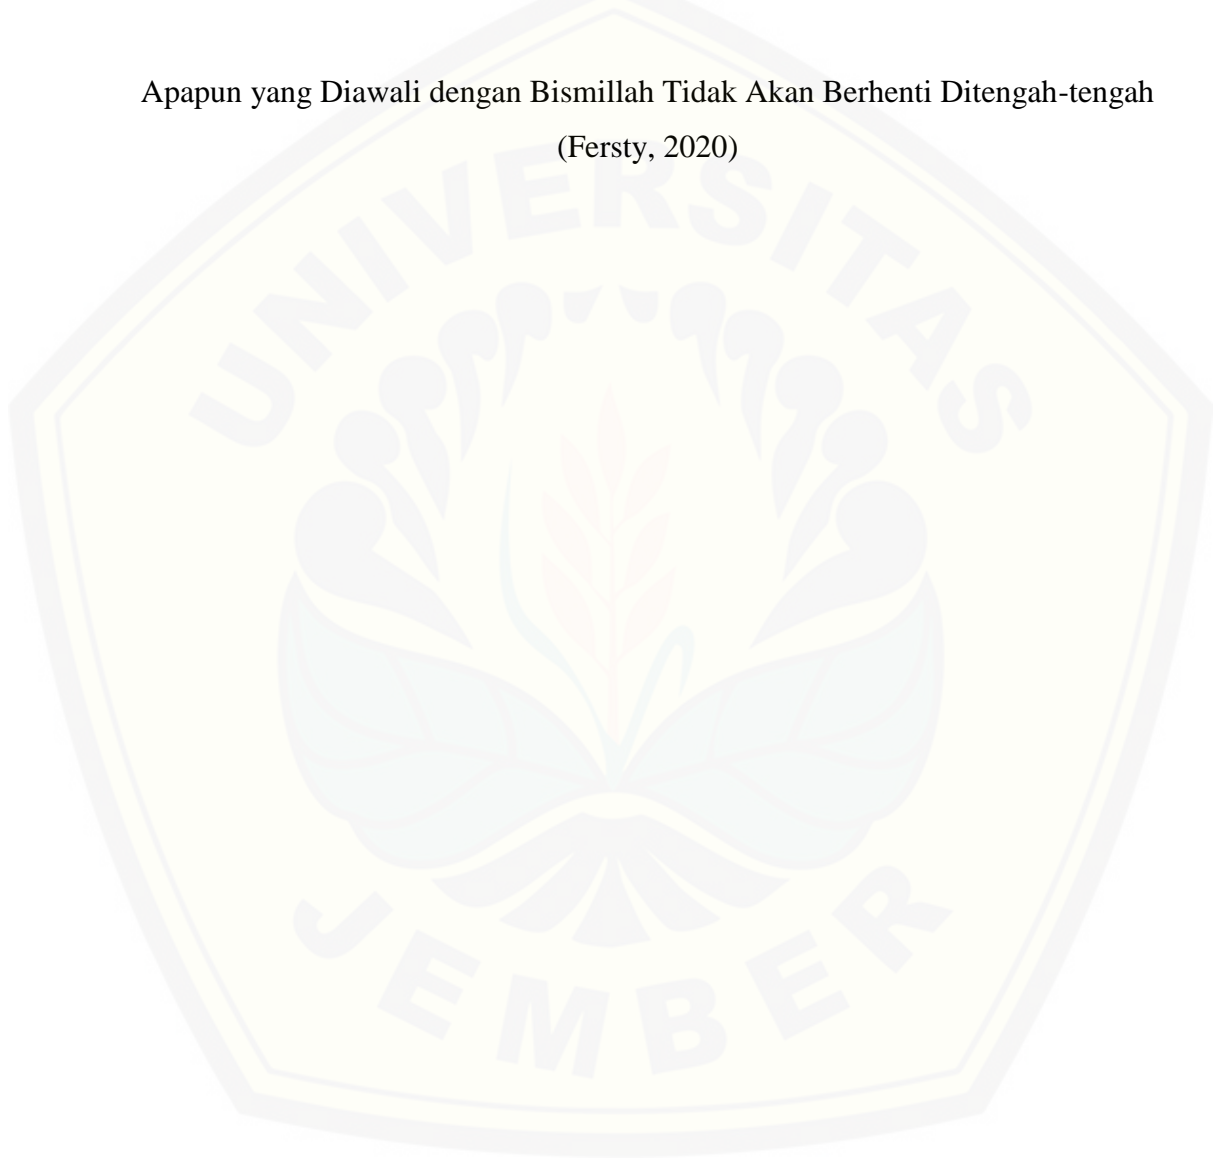 Apapun yang Diawali dengan Bismillah Tidak Akan Berhenti Ditengah-tengah
(Fersty, 2020)
UNIVERSITAS
JEMBER